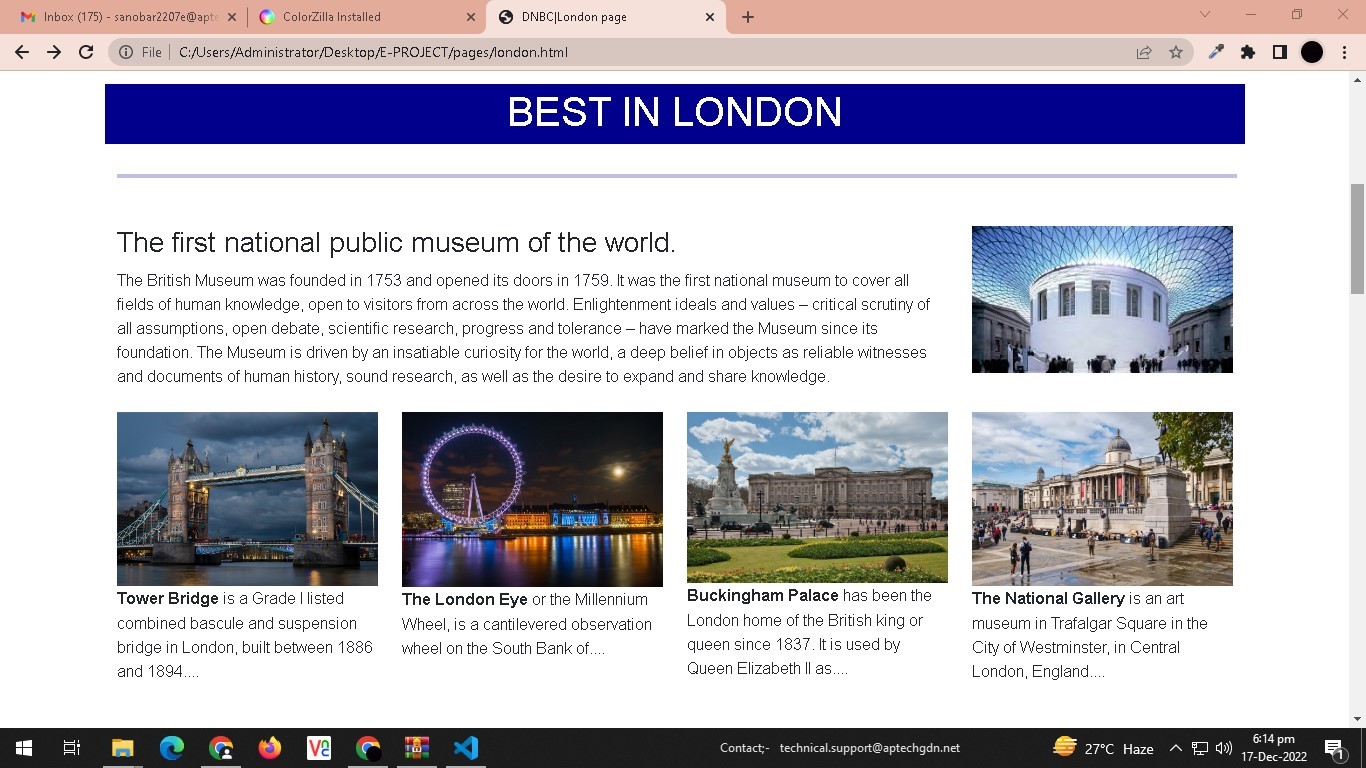 Inbox (175) - sanobar2207e@apte
ColorZilla Installed
DNBC|London page
File
C:/Users/Administrator/Desktop/E-PROJECT/pages/london.html
BEST IN LONDON
The first national public museum of the world.
The British Museum was founded in 1753 and opened its doors in 1759. It was the first national museum to cover all
fields of human knowledge, open to visitors from across the world. Enlightenment ideals and values – critical scrutiny of
all assumptions, open debate, scientific research, progress and tolerance – have marked the Museum since its
foundation. The Museum is driven by an insatiable curiosity for the world, a deep belief in objects as reliable witnesses
and documents of human history, sound research, as well as the desire to expand and share knowledge.
Tower Bridge is a Grade I listed
combined bascule and suspension
bridge in London, built between 1886
and 1894....
The London Eye or the Millennium
Wheel, is a cantilevered observation
wheel on the South Bank of....
Buckingham Palace has been the
London home of the British king or
queen since 1837. It is used by
Queen Elizabeth II as....
The National Gallery is an art
museum in Trafalgar Square in the
City of Westminster, in Central
London, England....
Contact;- technical.support@aptechgdn.net
27°C Haze
6:14 pm
17-Dec-2022
1